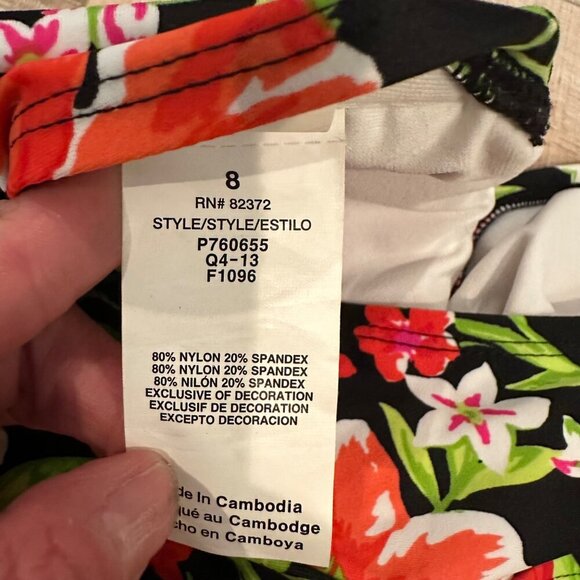 8
RN# 82372
STYLE/STYLE/ESTILO
P760655
Q4-13
F1096
80% NYLON 20% SPANDEX
80% NYLON 20% SPANDEX
80% NILÓN 20% SPANDEX
EXCLUSIVE OF DECORATION
EXCLUSIF DE DECORATION
EXCEPTO DECORACION
de In Cambodia
qué au Cambodge
cho en Camboya